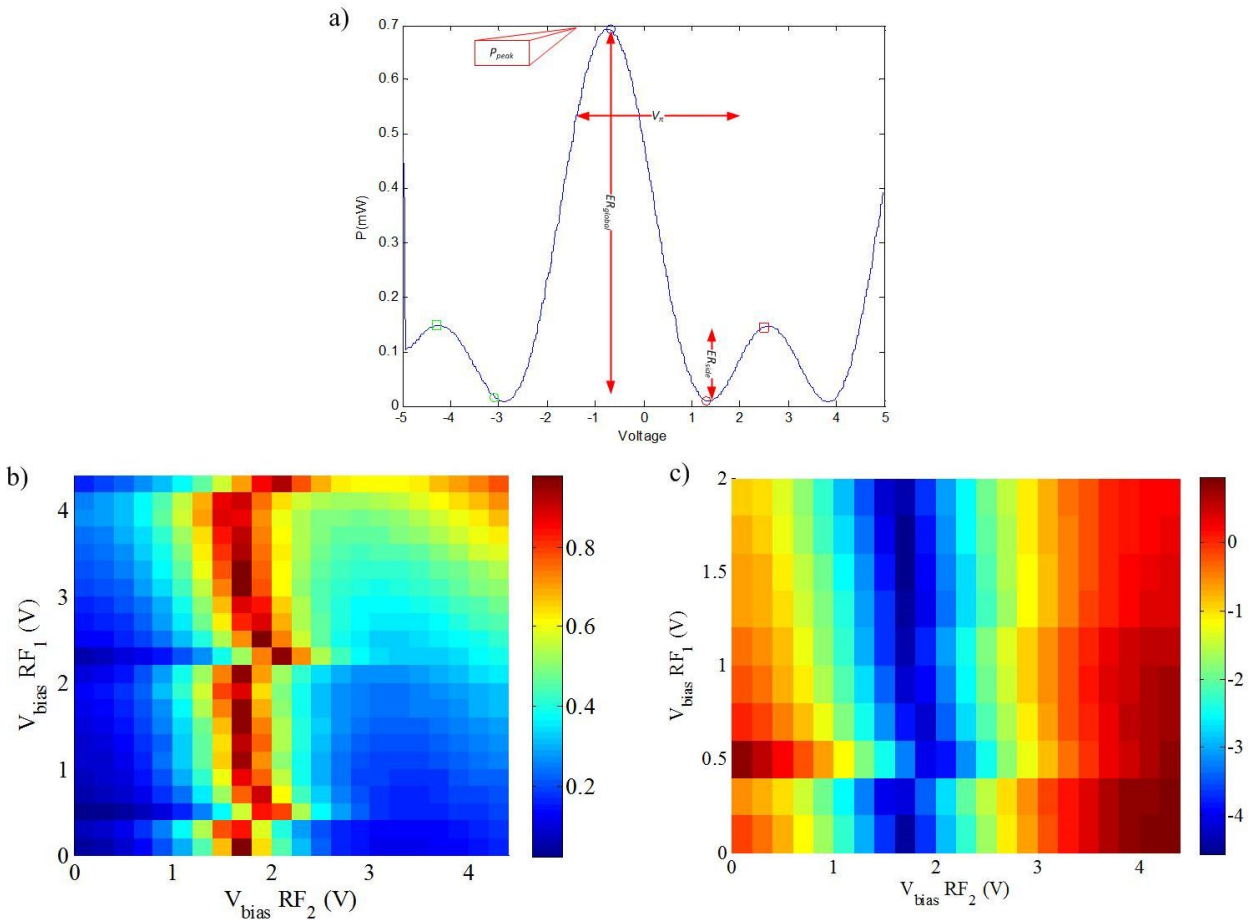 a)
0.7
0.6
0.5
0.4
0.3
0.2
0.1
0
P(mW)
P_peak
V_π
ER_global
ER_side
-5 -4 -3 -2 -1 0 1 2 3 4 5
Voltage
b)
4
3
2
1
0
V_bias RF_1 (V)
0 1 2 3 4
V_bias RF_2 (V)
0.8
0.6
0.4
0.2
c)
2
1.5
1
0.5
0
V_bias RF_1 (V)
0 1 2 3 4
V_bias RF_2 (V)
1
0
-1
-2
-3
-4